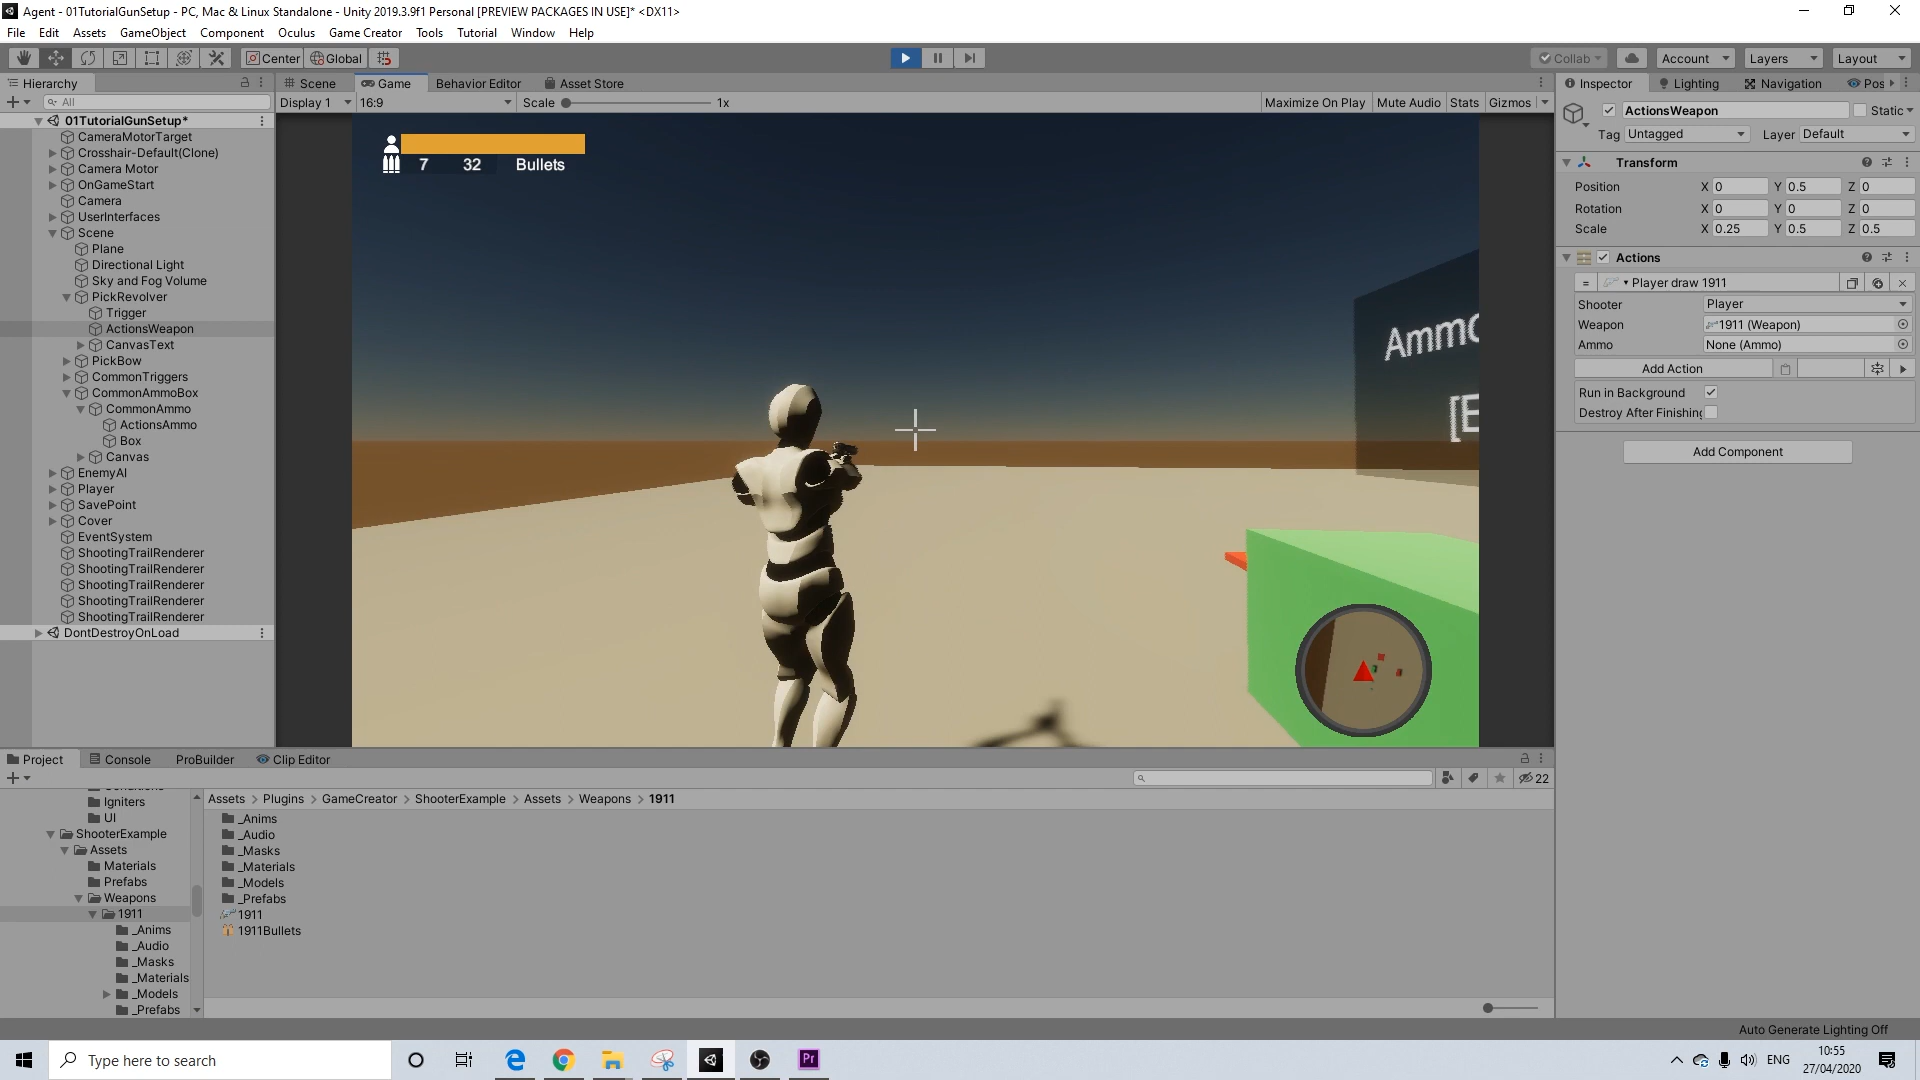 Agent - 01TutorialGunSetup - PC, Mac & Linux Standalone - Unity 2019.3.9f1 Personal [PREVIEW PACKAGES IN USE]* <DX11>
File Edit Assets GameObject Component Oculus Game Creator Tools Tutorial Window Help
Center Global Collab Account Layers Layout
Hierarchy
All
01TutorialGunSetup*
CameraMotorTarget
Crosshair-Default(Clone)
Camera Motor
OnGameStart
Camera
UserInterfaces
Scene
Plane
Directional Light
Sky and Fog Volume
PickRevolver
Trigger
ActionsWeapon
CanvasText
PickBow
CommonTriggers
CommonAmmoBox
CommonAmmo
ActionsAmmo
Box
Canvas
EnemyAI
Player
SavePoint
Cover
EventSystem
ShootingTrailRenderer
ShootingTrailRenderer
ShootingTrailRenderer
ShootingTrailRenderer
ShootingTrailRenderer
DontDestroyOnLoad
Scene Game Behavior Editor Asset Store
Display 1 16:9 Scale 1x Maximize On Play Mute Audio Stats Gizmos
7 32 Bullets
Ammo
[E
Inspector Lighting Navigation Pos
ActionsWeapon Static
Tag Untagged Layer Default
Transform
Position X 0 Y 0.5 Z 0
Rotation X 0 Y 0 Z 0
Scale X 0.25 Y 0.5 Z 0.5
Actions
= Player draw 1911
Shooter Player
Weapon 1911 (Weapon)
Ammo None (Ammo)
Add Action
Run in Background
Destroy After Finishing
Add Component
Project Console ProBuilder Clip Editor
22
Igniters
UI
ShooterExample
Assets
Materials
Prefabs
Weapons
1911
_Anims
_Audio
_Masks
_Materials
_Models
_Prefabs
Assets > Plugins > GameCreator > ShooterExample > Assets > Weapons > 1911
_Anims
_Audio
_Masks
_Materials
_Models
_Prefabs
1911
1911Bullets
Auto Generate Lighting Off
Type here to search
Pr
ENG
10:55
27/04/2020